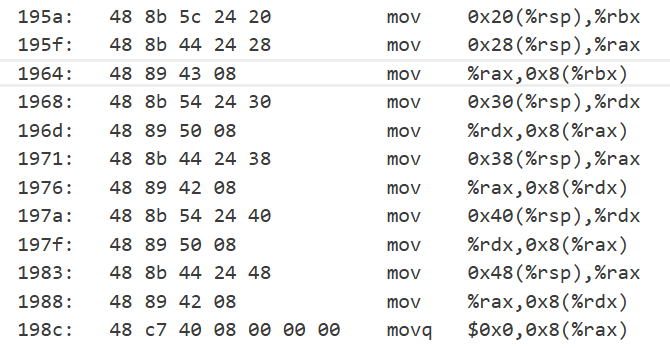 195a: 48 8b 5c 24 20 mov 0x20(%rsp),%rbx
195f: 48 8b 44 24 28 mov 0x28(%rsp),%rax
1964: 48 89 43 08 mov %rax,0x8(%rbx)
1968: 48 8b 54 24 30 mov 0x30(%rsp),%rdx
196d: 48 89 50 08 mov %rdx,0x8(%rax)
1971: 48 8b 44 24 38 mov 0x38(%rsp),%rax
1976: 48 89 42 08 mov %rax,0x8(%rdx)
197a: 48 8b 54 24 40 mov 0x40(%rsp),%rdx
197f: 48 89 50 08 mov %rdx,0x8(%rax)
1983: 48 8b 44 24 48 mov 0x48(%rsp),%rax
1988: 48 89 42 08 mov %rax,0x8(%rdx)
198c: 48 c7 40 08 00 00 00 movq $0x0,0x8(%rax)